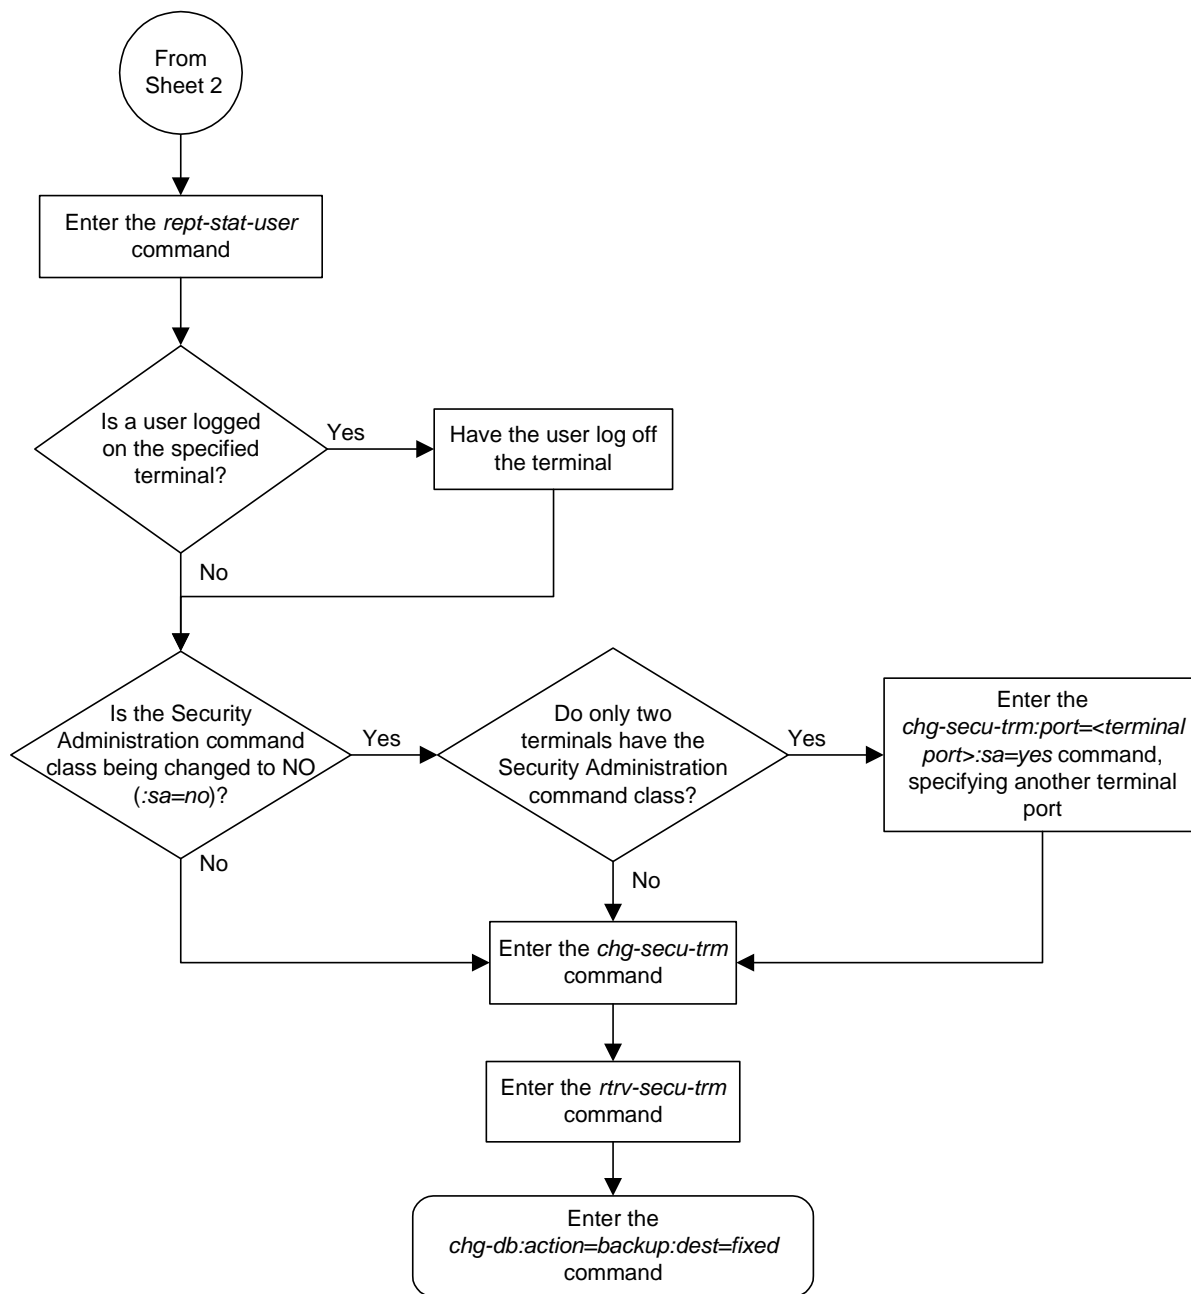 From
Sheet 2
Enter the rept-stat-user
command
Is a user logged
on the specified
terminal?
Yes
Have the user log off
the terminal
No
Is the Security
Administration command
class being changed to NO
(:sa=no)?
Yes
Do only two
terminals have the
Security Administration
command class?
Yes
Enter the
chg-secu-trm:port=<terminal
port>:sa=yes command,
specifying another terminal
port
No
No
Enter the chg-secu-trm
command
Enter the rtrv-secu-trm
command
Enter the
chg-db:action=backup:dest=fixed
command